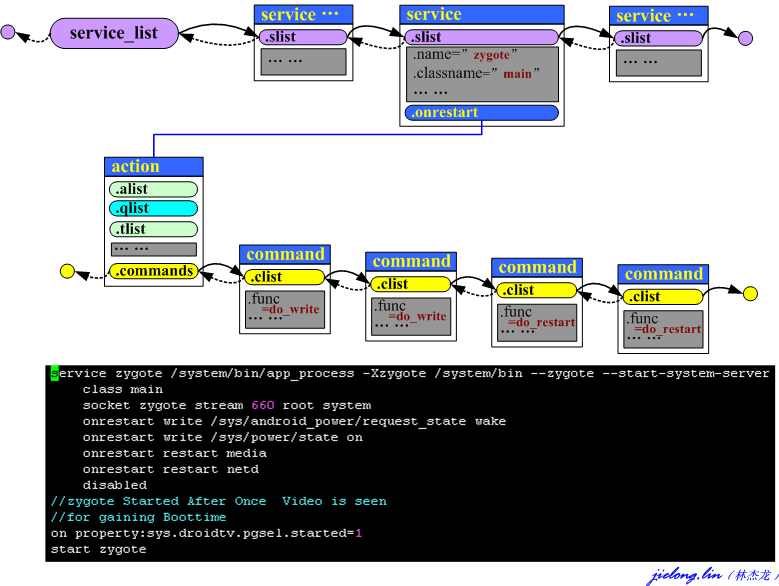 service ···
service
service ···
service_list
.slist
.slist
.slist
... ...
.name=” zygote”
.classname=” main”
... ...
... ...
.onrestart
action
.alist
.qlist
.tlist
... ...
.commands
command
.clist
.func
=do_write
... ...
command
.clist
.func
=do_write
... ...
command
.clist
.func
=do_restart
... ...
command
.clist
.func
=do_restart
... ...
service zygote /system/bin/app_process -Xzygote /system/bin --zygote --start-system-server
class main
socket zygote stream 660 root system
onrestart write /sys/android_power/request_state wake
onrestart write /sys/power/state on
onrestart restart media
onrestart restart netd
disabled
//zygote Started After Once  Video is seen
//for gaining Boottime
on property:sys.droidtv.pgsel.started=1
start zygote
jielong.lin (林杰龙)